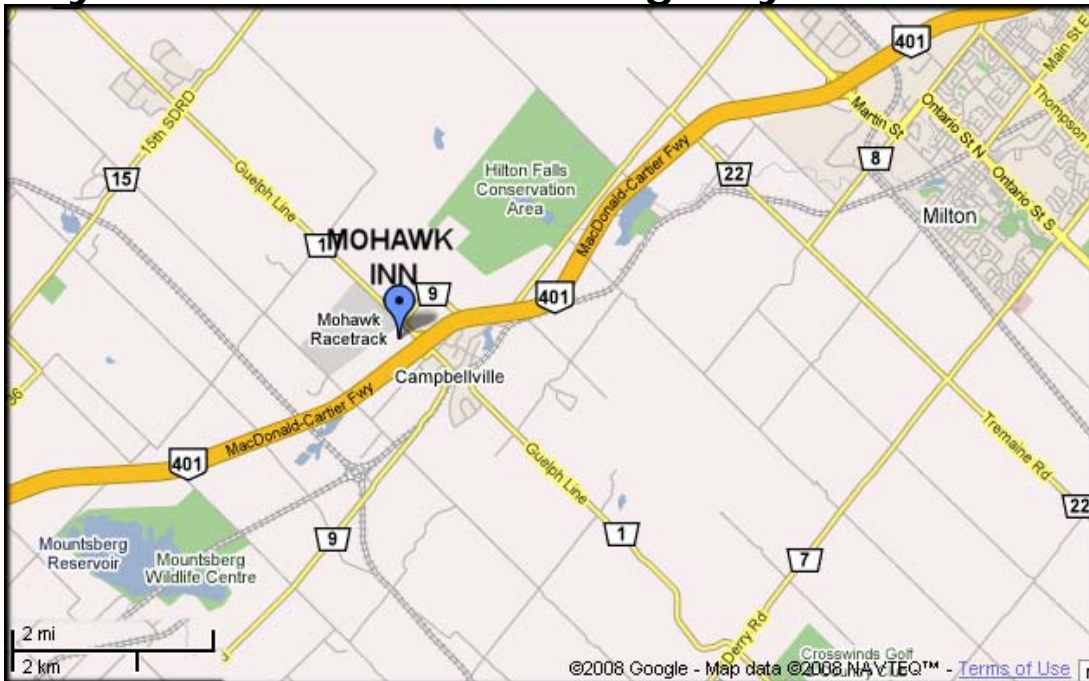 401
Main St E
Thompson
Martin St
Ontario St N
15th SDRD
Guelph Line
15
Hilton Falls
Conservation
Area
MacDonald-Cartier Fwy
22
8
Ontario St S
Milton
1
MOHAWK
INN
9
401
Mohawk
Racetrack
Campbellville
MacDonald-Cartier Fwy
401
Guelph Line
Tremaine Rd
22
Mountsberg
Reservoir
Mountsberg
Wildlife Centre
9
1
7
Derry Rd
2 mi
2 km
Crosswinds Golf
& Country Club
©2008 Google - Map data ©2008 NAVTEQ™ - Terms of Use